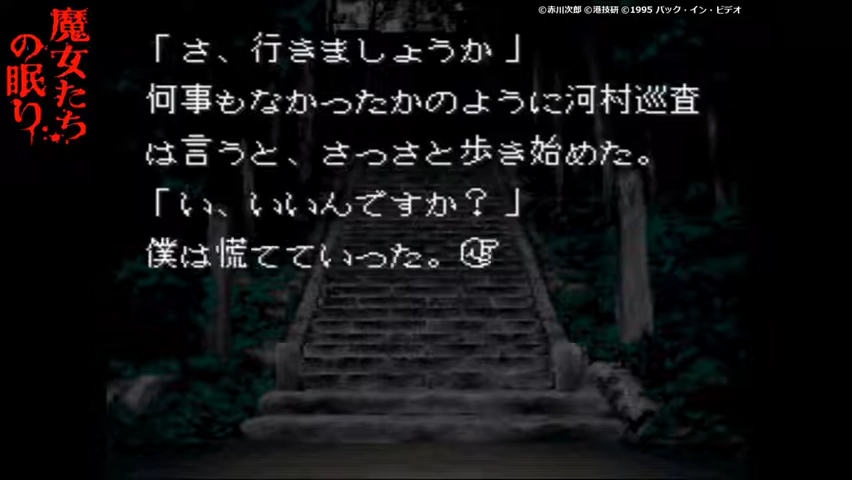 ©赤川次郎 ©港技研 ©1995 パック・イン・ビデオ
魔女たち
の眠り
「さ、行きましょうか」
何事もなかったかのように河村巡査
は言うと、さっさと歩き始めた。
「い、いいんですか？」
僕は慌てていった。